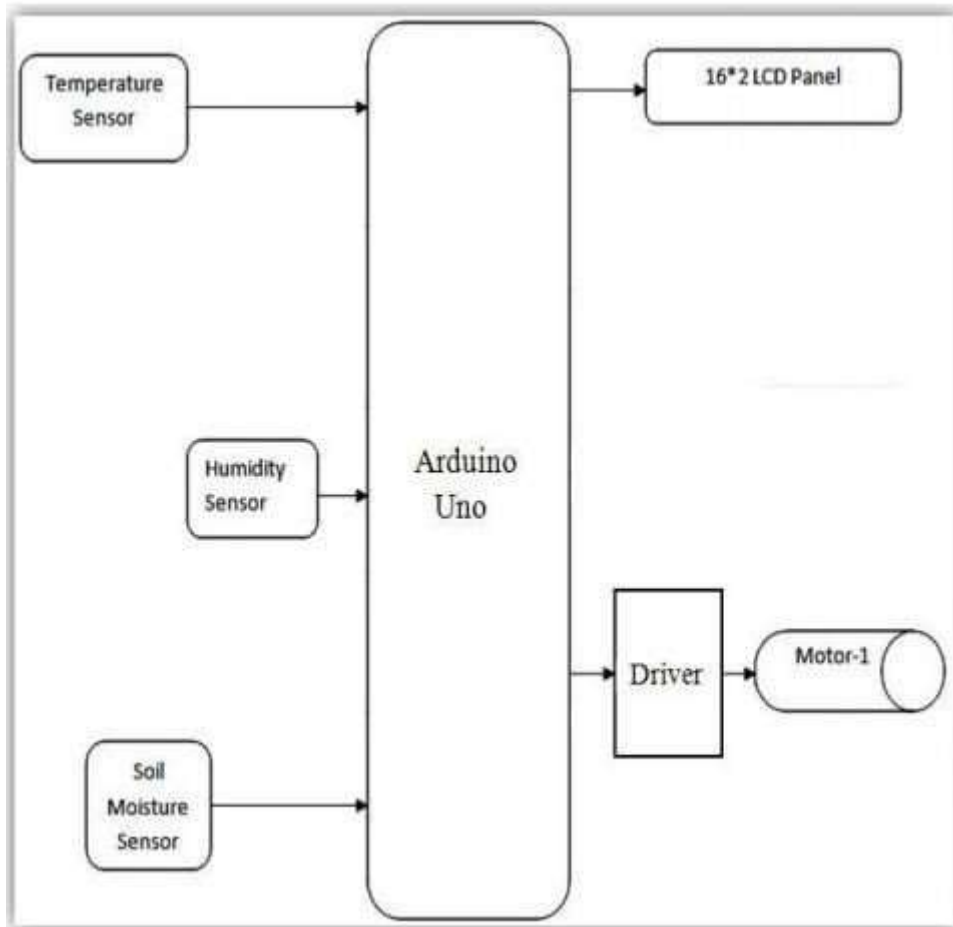 Temperature
Sensor
16*2 LCD Panel
Humidity
Sensor
Arduino
Uno
Driver
Motor-1
Soil
Moisture
Sensor